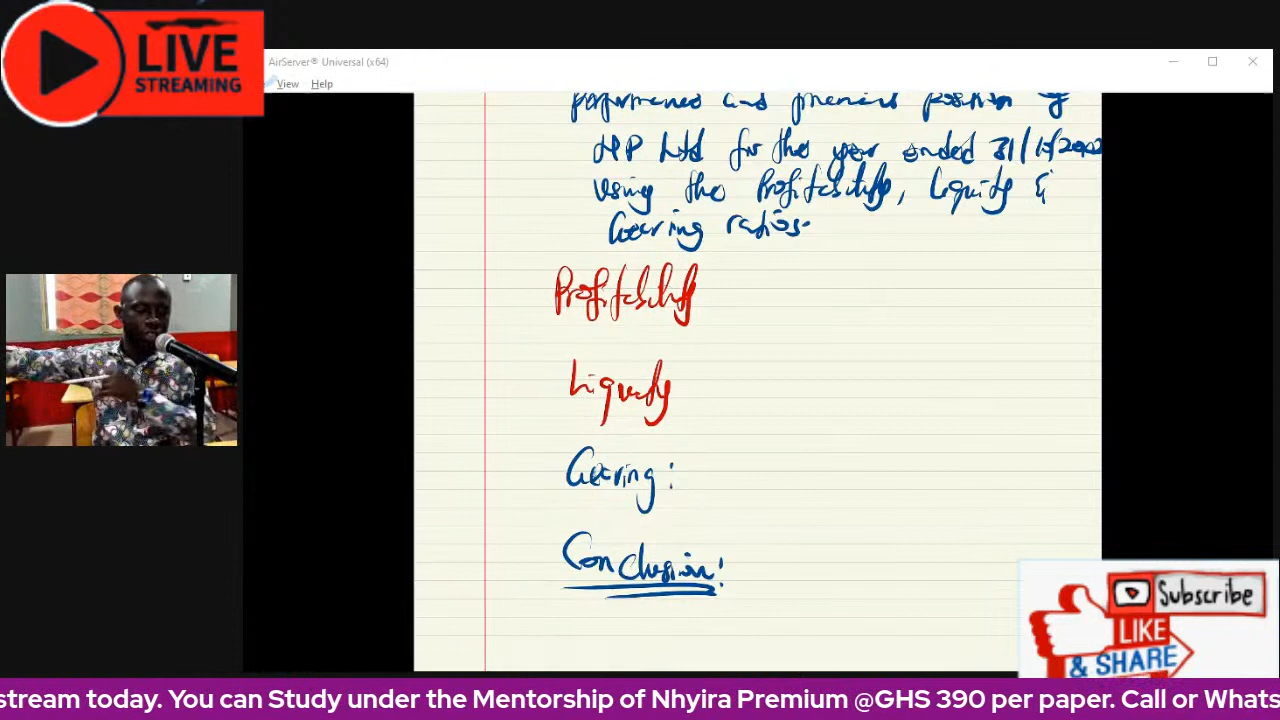 LIVE
STREAMING
AirServer® Universal (x64)
View Help
performance and financial position of
Ltd for the year ended 31/12/2002
using the Profitability, Liquidity &
Gearing ratios.
Profitability
Liquidity
Gearing:
Conclusion:
Subscribe
LIKE
& SHARE
stream today. You can Study under the Mentorship of Nhyira Premium @GHS 390 per paper. Call or Whats